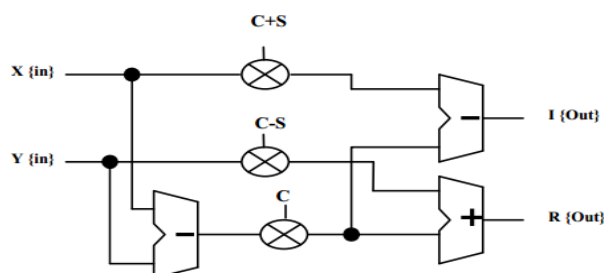 C+S
X {in}
− I {Out}
C-S
Y {in}
C
− + R {Out}